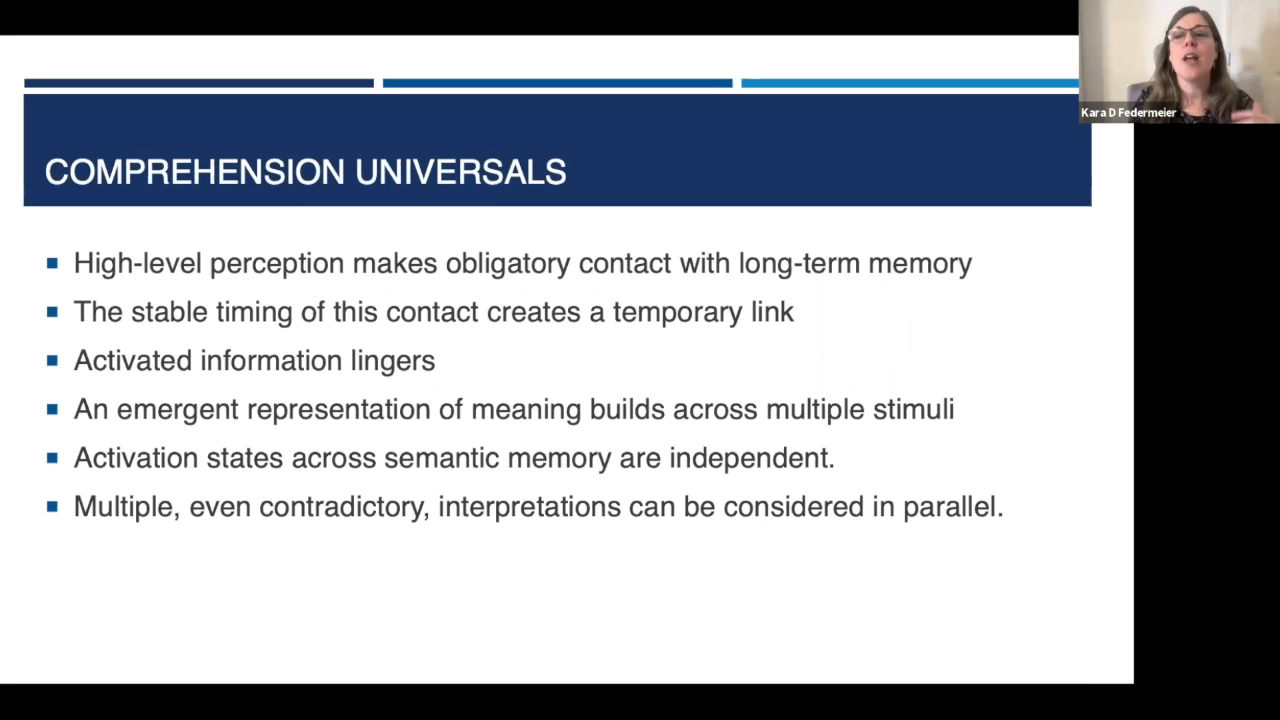 Kara D Federmeier
COMPREHENSION UNIVERSALS
High-level perception makes obligatory contact with long-term memory
The stable timing of this contact creates a temporary link
Activated information lingers
An emergent representation of meaning builds across multiple stimuli
Activation states across semantic memory are independent.
Multiple, even contradictory, interpretations can be considered in parallel.